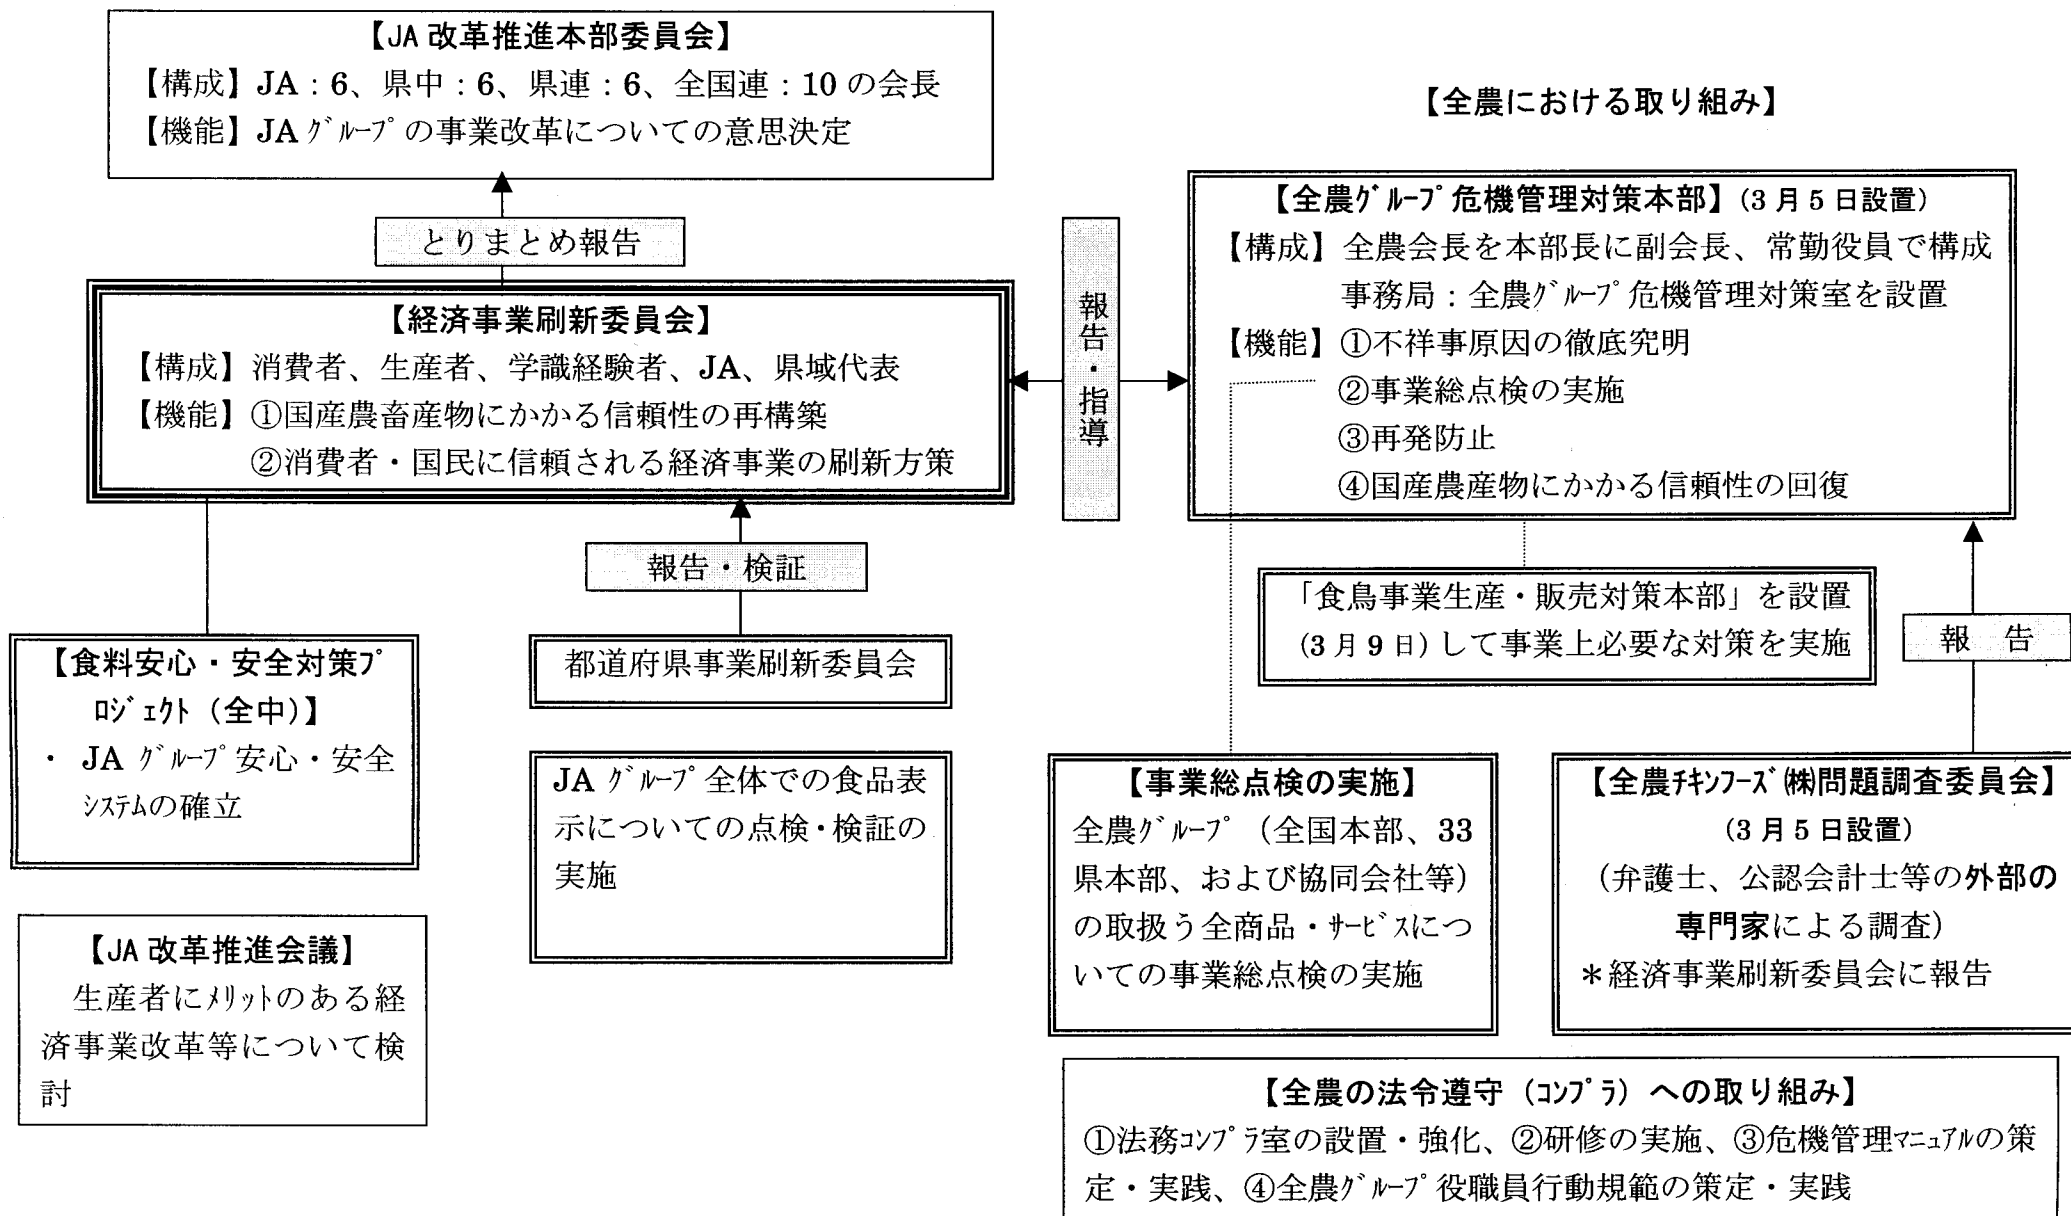 【JA 改革推進本部委員会】
【構成】JA：6、県中：6、県連：6、全国連：10 の会長
【機能】JAグループの事業改革についての意思決定
とりまとめ報告
【経済事業刷新委員会】
【構成】消費者、生産者、学識経験者、JA、県域代表
【機能】①国産農畜産物にかかる信頼性の再構築
②消費者・国民に信頼される経済事業の刷新方策
報告・検証
【食料安心・安全対策プ
ロジェクト（全中）】
・ JA グループ安心・安全
システムの確立
都道府県事業刷新委員会
JA グループ全体での食品表
示についての点検・検証の
実施
【JA 改革推進会議】
生産者にメリットのある経
済事業改革等について検
討
報告・指導
【全農における取り組み】
【全農グループ危機管理対策本部】(3 月 5 日設置)
【構成】全農会長を本部長に副会長、常勤役員で構成
事務局：全農グループ危機管理対策室を設置
【機能】①不祥事原因の徹底究明
②事業総点検の実施
③再発防止
④国産農産物にかかる信頼性の回復
「食鳥事業生産・販売対策本部」を設置
(3 月 9 日) して事業上必要な対策を実施
報 告
【事業総点検の実施】
全農グループ（全国本部、33
県本部、および協同会社等）
の取扱う全商品・サービスにつ
いての事業総点検の実施
【全農チキンフーズ㈱問題調査委員会】
(3 月 5 日設置)
（弁護士、公認会計士等の外部の
専門家による調査）
＊経済事業刷新委員会に報告
【全農の法令遵守（コンプラ）への取り組み】
①法務コンプラ室の設置・強化、②研修の実施、③危機管理マニュアルの策
定・実践、④全農グループ役職員行動規範の策定・実践